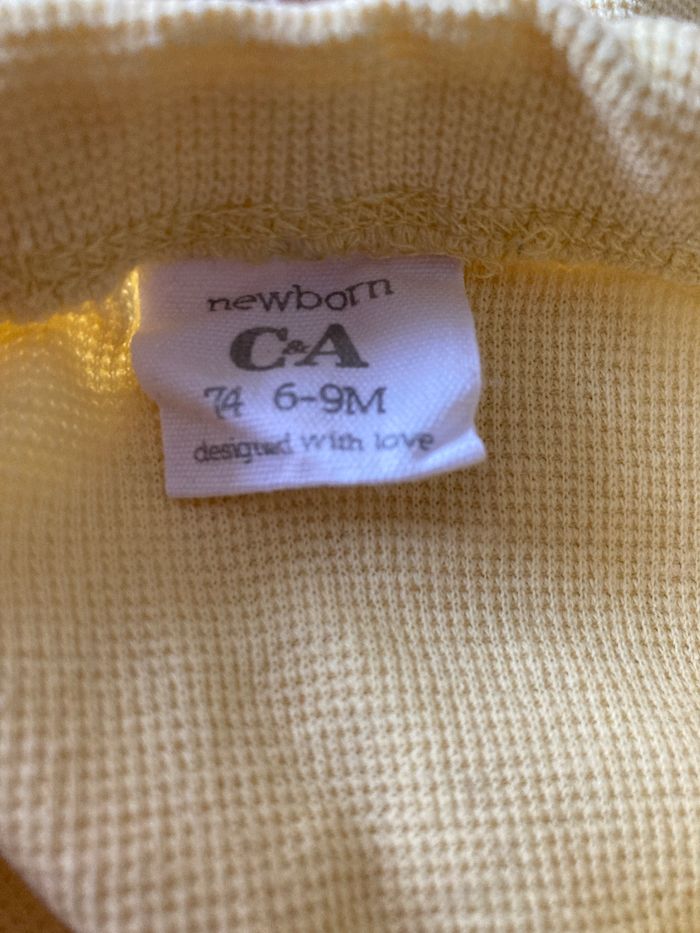 newborn
C&A
74 6-9M
designed with love